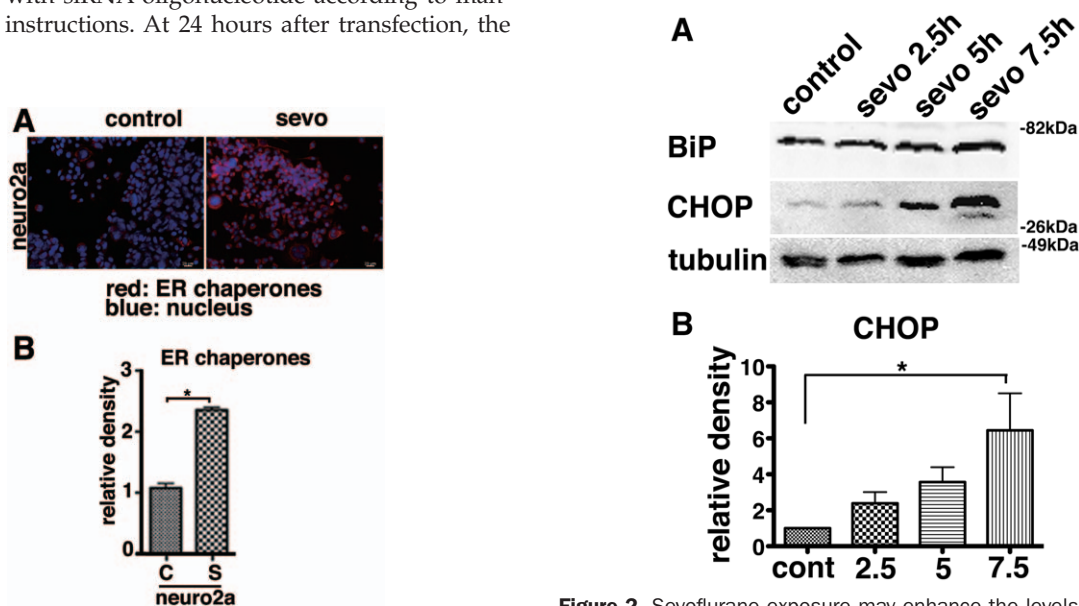 with siRNA oligonucleotide according to man-
instructions. At 24 hours after transfection, the
A
control sevo
neuro2a
red: ER chaperones
blue: nucleus
B
ER chaperones
relative density
3
*
2
1
0
C S
neuro2a
A
control sevo 2.5h sevo 5h sevo 7.5h
BiP
-82kDa
CHOP
-26kDa
tubulin
-49kDa
B
CHOP
relative density
10
*
8
6
4
2
0
cont 2.5 5 7.5
Figure 2. Sevoflurane exposure may enhance the levels